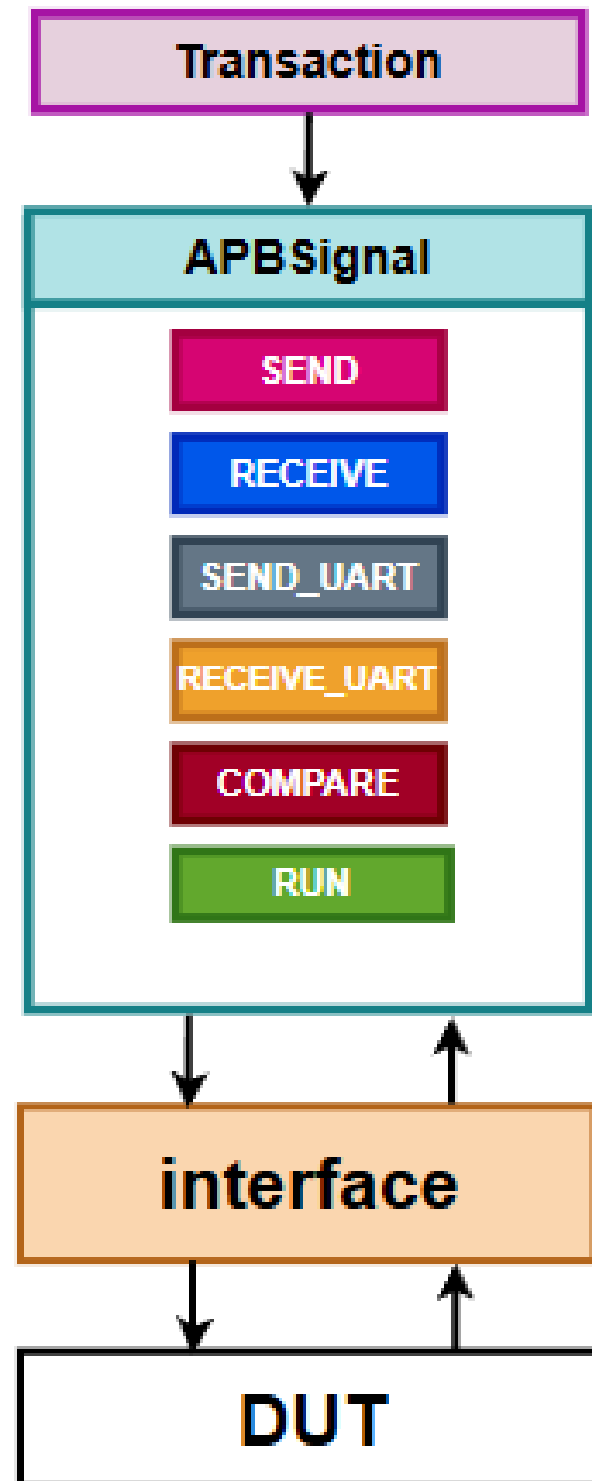 Transaction
APBSignal
SEND
RECEIVE
SEND_UART
RECEIVE_UART
COMPARE
RUN
interface
DUT